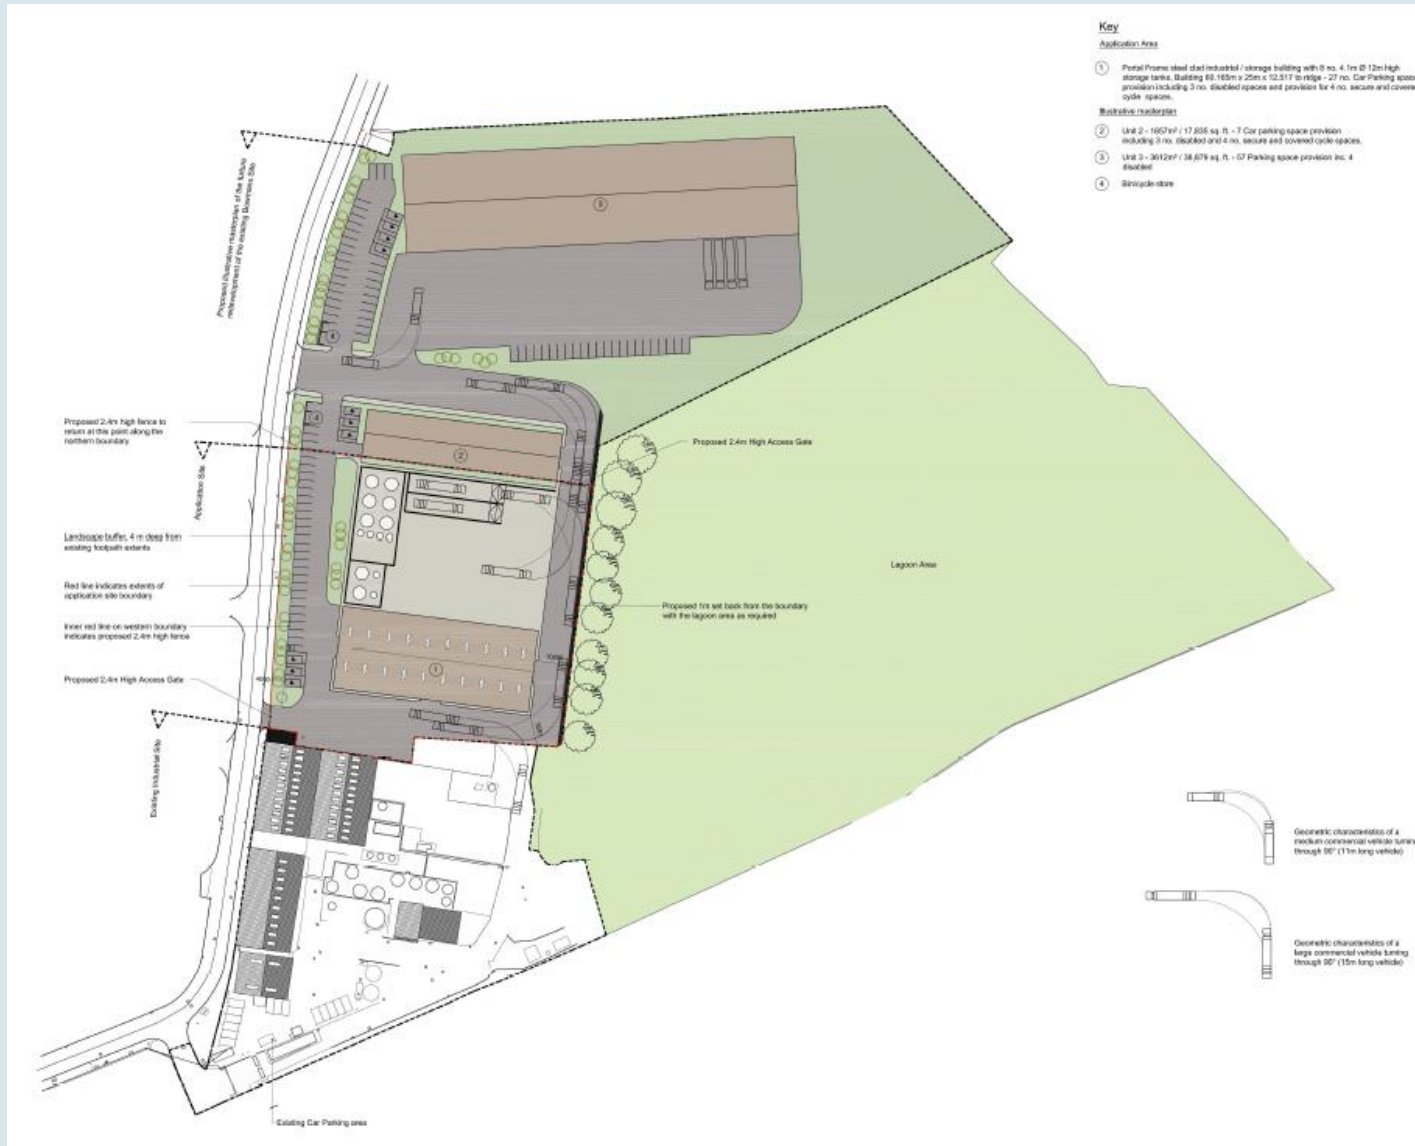 Key
Application Area
1 Portal Frame steel clad industrial / storage building with 8 no. 4.1m Ø 12m high
storage tanks, Building 60.165m x 25m x 12.517 to ridge - 27 no. Car Parking space
provision including 3 no. disabled spaces and provision for 4 no. secure and covered
cycle spaces.
Illustrative masterplan
2 Unit 2 - 1657m² / 17,835 sq. ft. - 7 Car parking space provision
including 3 no. disabled and 4 no. secure and covered cycle spaces.
3 Unit 3 - 3612m² / 38,879 sq. ft. - 57 Parking space provision inc. 4
disabled
4 Bin/cycle store
Proposed illustrative masterplan of the future
redevelopment of the existing Bowmans Site
3
4
4
Proposed 2.4m high fence to
return at this point along the
northern boundary
Proposed 2.4m High Access Gate
2
Application Site
Landscape buffer, 4 m deep from
existing footpath extents
Lagoon Area
Red line indicates extents of
application site boundary
Proposed 1m set back from the boundary
with the lagoon area as required
Inner red line on western boundary
indicates proposed 2.4m high fence
1
Proposed 2.4m High Access Gate
Existing Industrial Site
Geometric characteristics of a
medium commercial vehicle turning
through 90° (11m long vehicle)
Geometric characteristics of a
large commercial vehicle turning
through 90° (15m long vehicle)
Existing Car Parking area